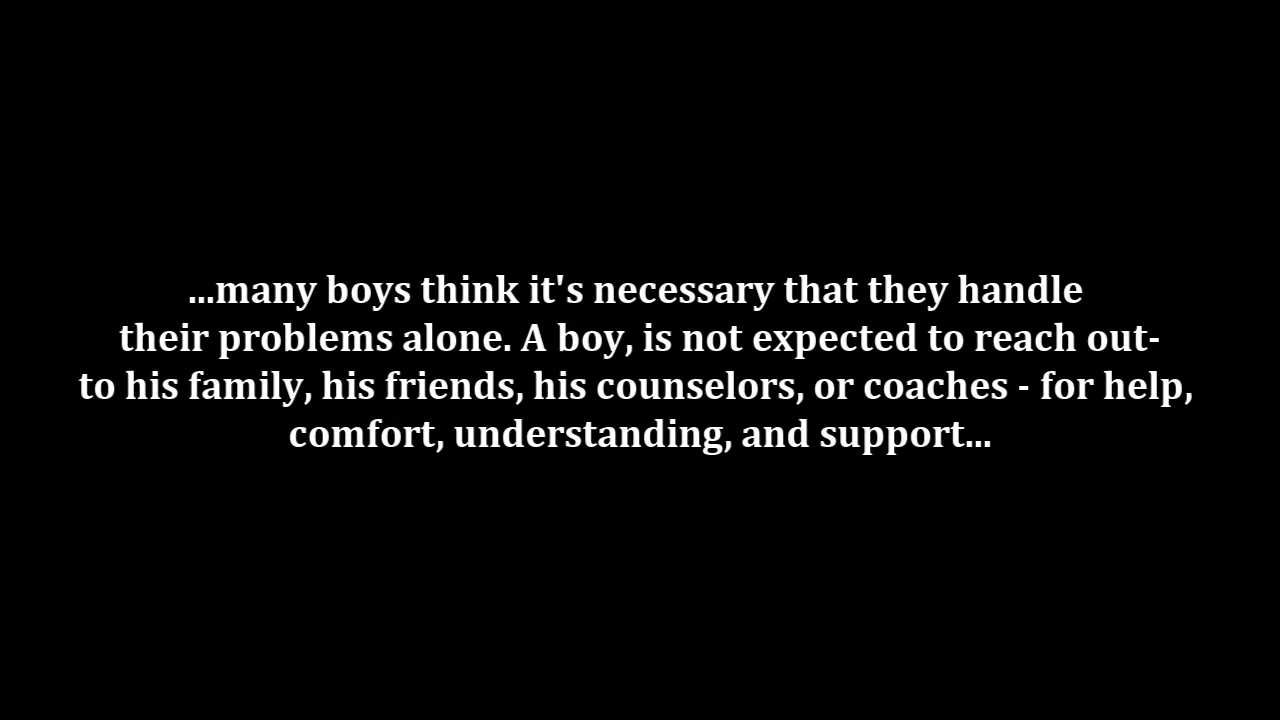 ...many boys think it's necessary that they handle
their problems alone. A boy, is not expected to reach out-
to his family, his friends, his counselors, or coaches - for help,
comfort, understanding, and support...